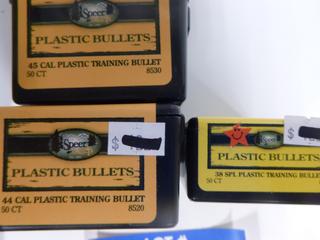 Speer
PLASTIC BULLETS
45 CAL PLASTIC TRAINING BULLET
50 CT 8530
Speer
$
PLASTIC BULLETS
44 CAL PLASTIC TRAINING BULLET
50 CT 8520
$
PLASTIC BULLETS
38 SPL PLASTIC TRAINING BULLET
50 CT